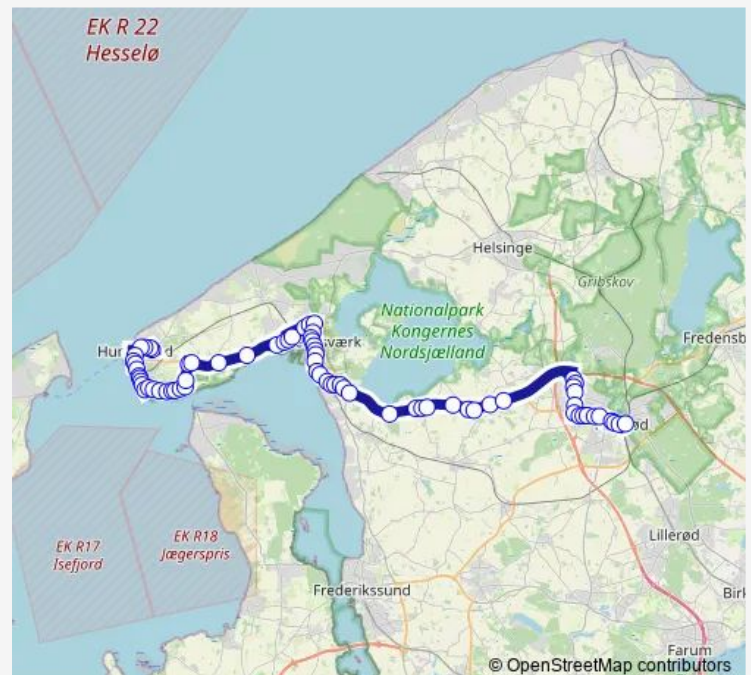 EK R 22
Hesselø
Helsinge
Gribskov
Nationalpark
Kongernes
Nordsjælland
Hun
d
sværk
Fredensb
ød
EK R17
Isefjord
EK R18
Jægerspris
Lillerød
Frederikssund
Birk
Farum
© OpenStreetMap contributors